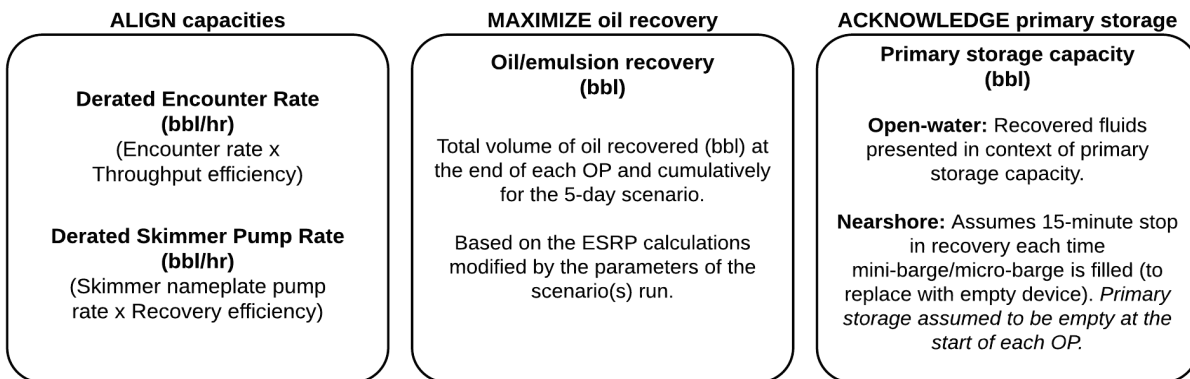 ALIGN capacities
Derated Encounter Rate
(bbl/hr)
(Encounter rate x
Throughput efficiency)
Derated Skimmer Pump Rate
(bbl/hr)
(Skimmer nameplate pump
rate x Recovery efficiency)
MAXIMIZE oil recovery
Oil/emulsion recovery
(bbl)
Total volume of oil recovered (bbl) at
the end of each OP and cumulatively
for the 5-day scenario.
Based on the ESRP calculations
modified by the parameters of the
scenario(s) run.
ACKNOWLEDGE primary storage
Primary storage capacity
(bbl)
Open-water: Recovered fluids
presented in context of primary
storage capacity.
Nearshore: Assumes 15-minute stop
in recovery each time
mini-barge/micro-barge is filled (to
replace with empty device). Primary
storage assumed to be empty at the
start of each OP.